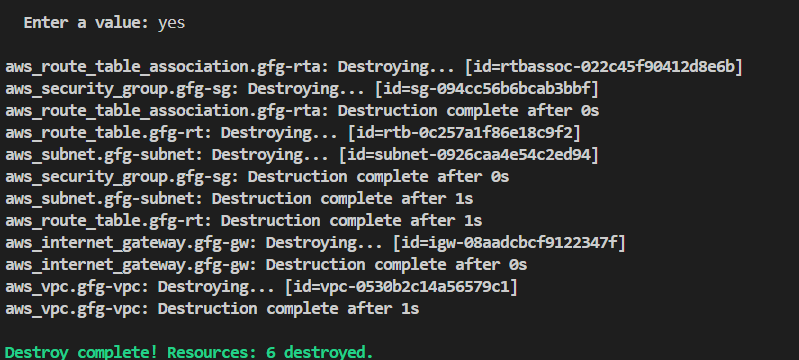 Enter a value: yes
aws_route_table_association.gfg-rta: Destroying... [id=rtbassoc-022c45f90412d8e6b]
aws_security_group.gfg-sg: Destroying... [id=sg-094cc56b6bcab3bbf]
aws_route_table_association.gfg-rta: Destruction complete after 0s
aws_route_table.gfg-rt: Destroying... [id=rtb-0c257a1f86e18c9f2]
aws_subnet.gfg-subnet: Destroying... [id=subnet-0926caa4e54c2ed94]
aws_security_group.gfg-sg: Destruction complete after 0s
aws_subnet.gfg-subnet: Destruction complete after 1s
aws_route_table.gfg-rt: Destruction complete after 1s
aws_internet_gateway.gfg-gw: Destroying... [id=igw-08aadcbcf9122347f]
aws_internet_gateway.gfg-gw: Destruction complete after 0s
aws_vpc.gfg-vpc: Destroying... [id=vpc-0530b2c14a56579c1]
aws_vpc.gfg-vpc: Destruction complete after 1s
Destroy complete! Resources: 6 destroyed.